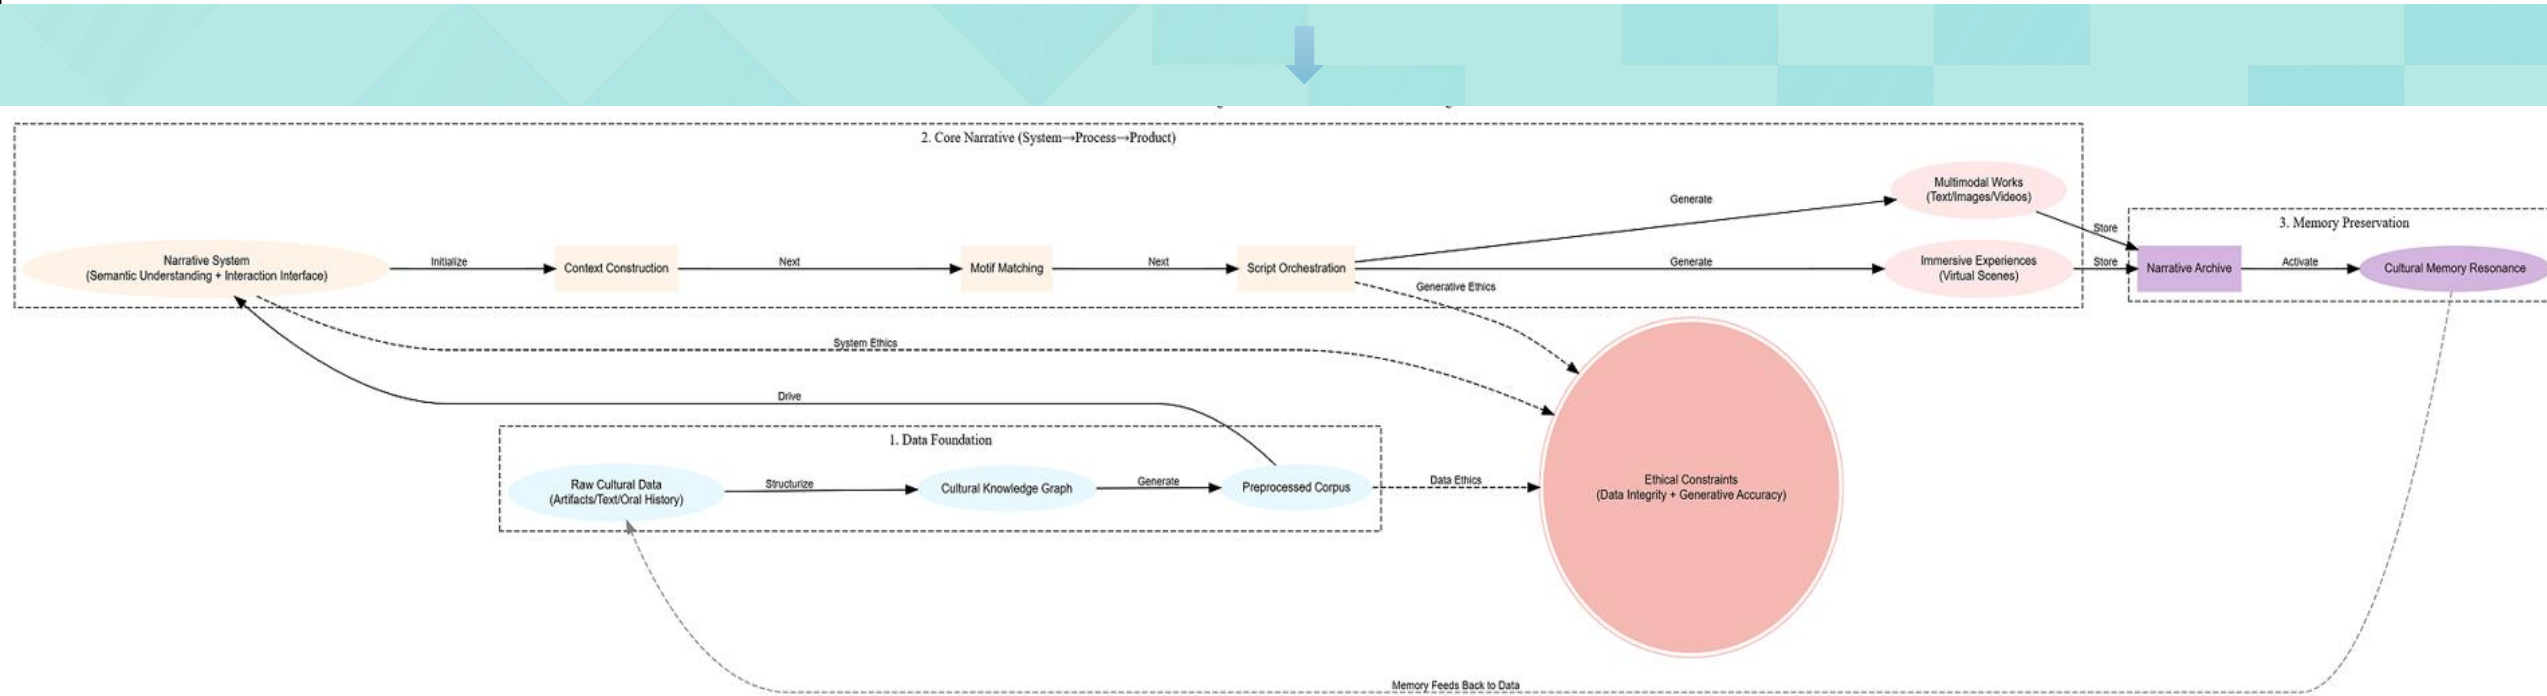 2. Core Narrative (System→Process→Product)
Multimodal Works
(Text/Images/Videos)
Generate
Store
3. Memory Preservation
Narrative System
(Semantic Understanding + Interaction Interface)
Initialize
Context Construction
Next
Motif Matching
Next
Script Orchestration
Generate
Immersive Experiences
(Virtual Scenes)
Store
Narrative Archive
Activate
Cultural Memory Resonance
Generative Ethics
System Ethics
Drive
1. Data Foundation
Raw Cultural Data
(Artifacts/Text/Oral History)
Structurize
Cultural Knowledge Graph
Generate
Preprocessed Corpus
Data Ethics
Ethical Constraints
(Data Integrity + Generative Accuracy)
Memory Feeds Back to Data